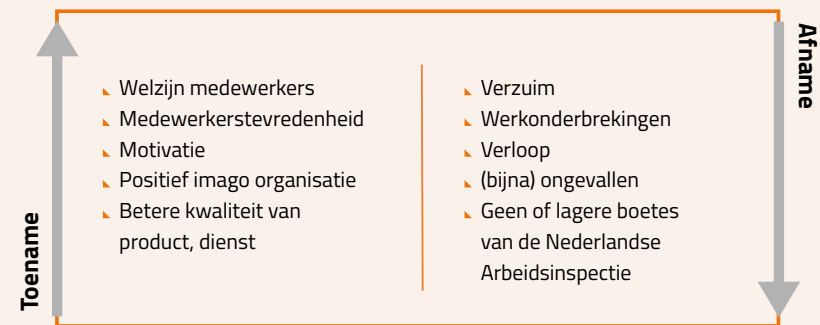 Toename
Welzijn medewerkers
Medewerkerstevredenheid
Motivatie
Positief imago organisatie
Betere kwaliteit van
product, dienst
Verzuim
Werkonderbrekingen
Verloop
(bijna) ongevallen
Geen of lagere boetes
van de Nederlandse
Arbeidsinspectie
Afname